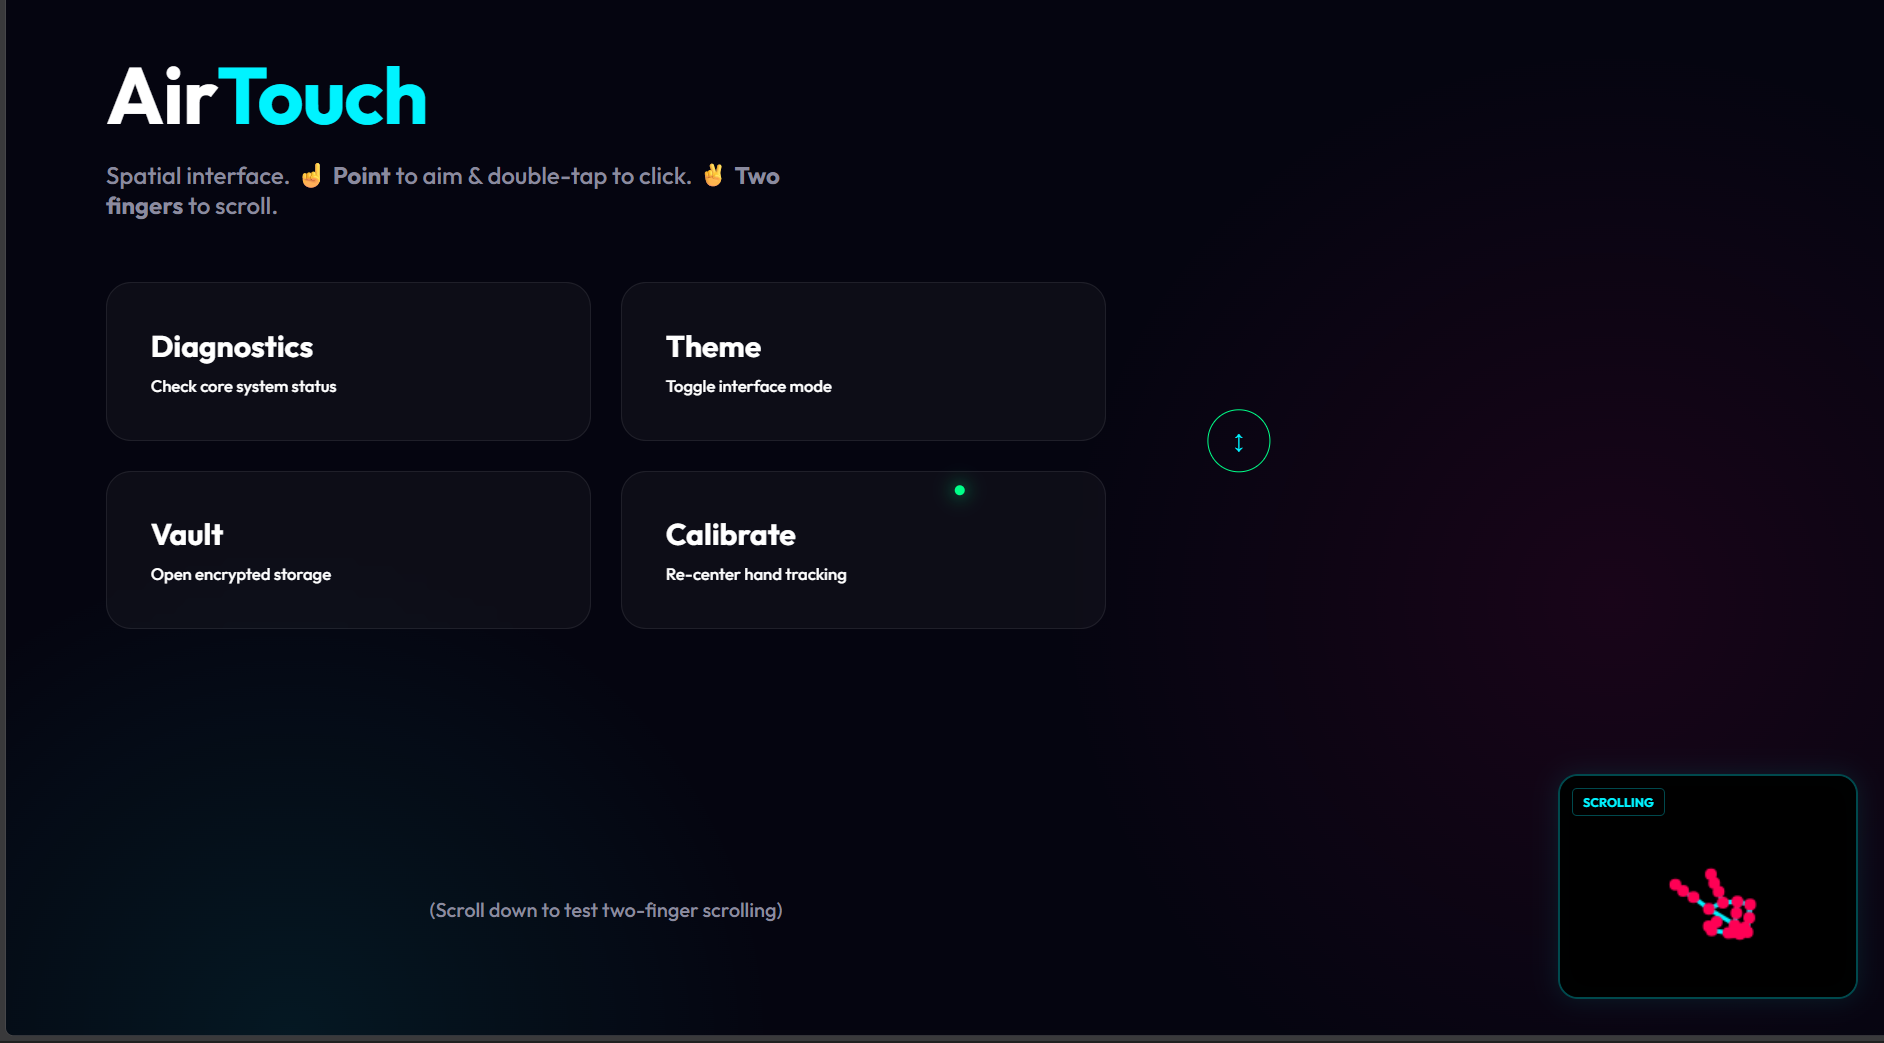 AirTouch
Spatial interface. ☝️ Point to aim & double-tap to click. ✌️ Two
fingers to scroll.
Diagnostics
Check core system status
Theme
Toggle interface mode
Vault
Open encrypted storage
Calibrate
Re-center hand tracking
↕
SCROLLING
(Scroll down to test two-finger scrolling)